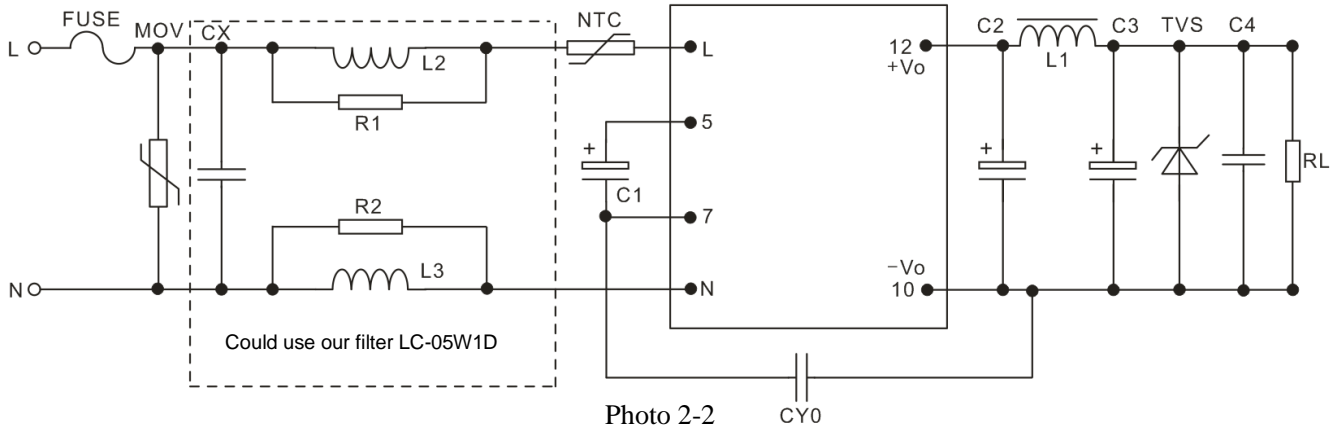 FUSE
MOV
CX
L
L2
R1
R2
L3
N
Could use our filter LC-05W1D
NTC
L
5
+
C1
7
N
12
+Vo
-Vo
10
C2
L1
C3
TVS
C4
+
+
RL
CY0
Photo 2-2